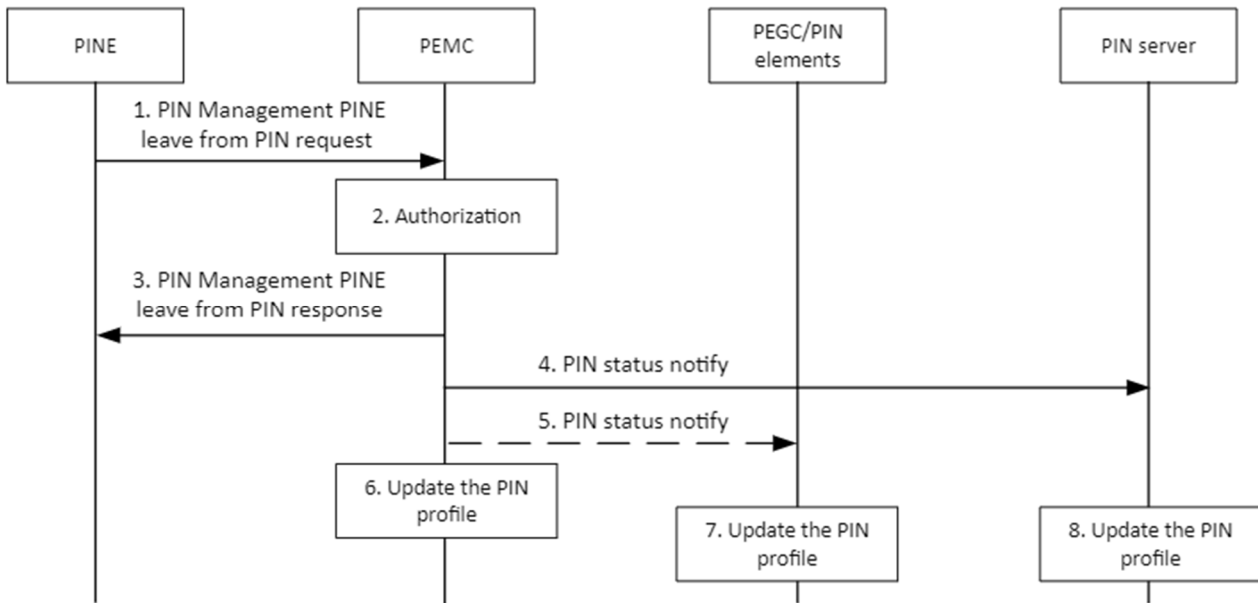 PINE
PEMC
PEGC/PIN
elements
PIN server
1. PIN Management PINE
leave from PIN request
2. Authorization
3. PIN Management PINE
leave from PIN response
4. PIN status notify
5. PIN status notify
6. Update the PIN
profile
7. Update the PIN
profile
8. Update the PIN
profile